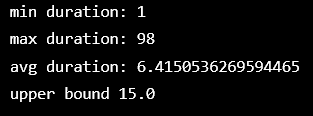 min duration: 1
max duration: 98
avg duration: 6.4150536269594465
upper bound 15.0